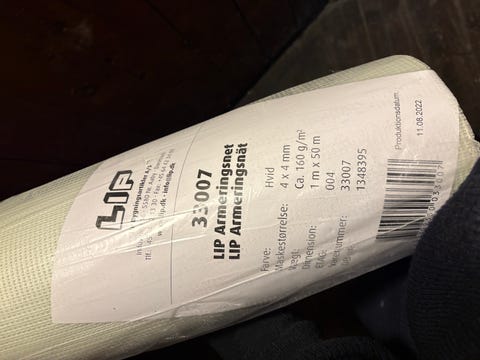 LIP
33007
LIP Armeringsnet
LIP Armeringsnät
Farve: Hvid
Maskestørrelse: 4 x 4 mm
Vægt: Ca. 160 g/m²
Dimension: 1 m x 50 m
004
33007
1348395
Produktionsdatum:
11.08.2022